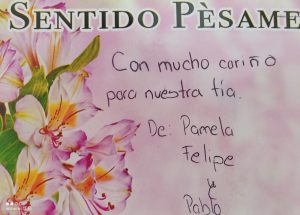 SENTIDO PÈSAME
Con mucho cariño
para nuestra tía.
De: Pamela
Felipe
y
Pablo